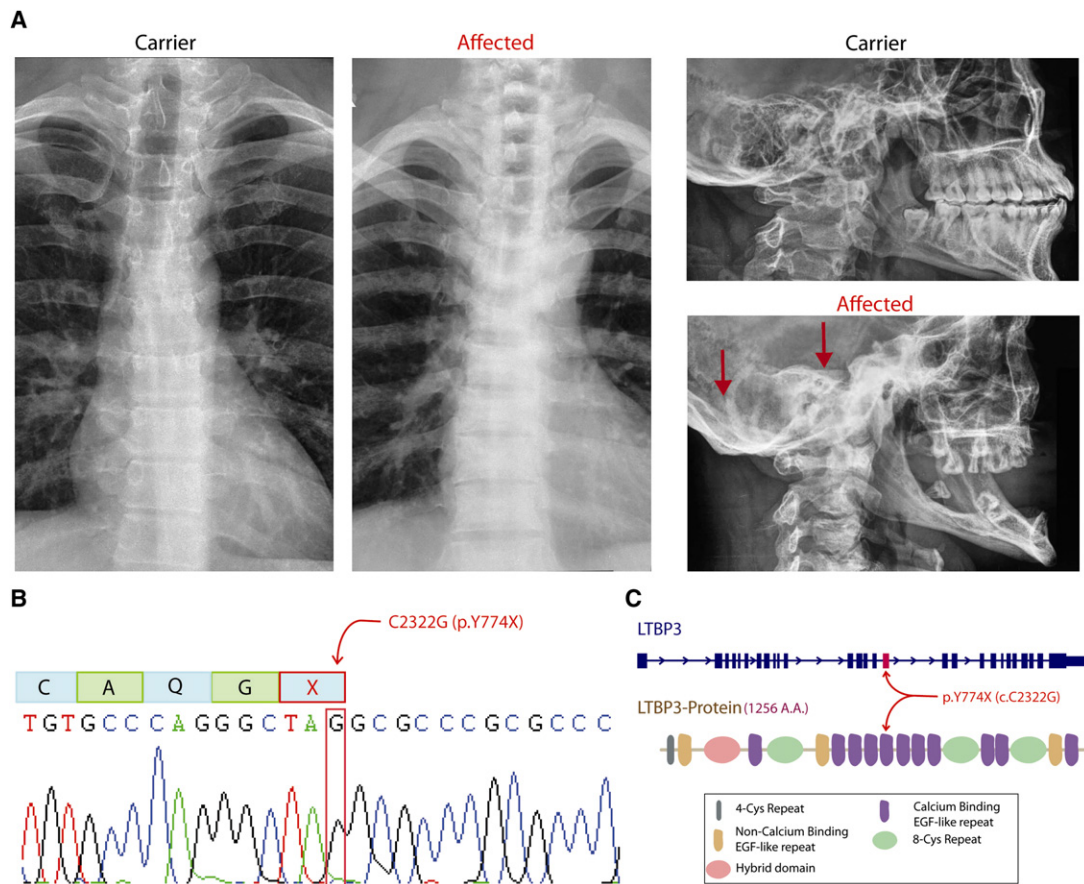 A
Carrier
Affected
Carrier
Affected
B
C2322G (p.Y774X)
C A Q G X
T G T G C C C A G G G C T A G G C G C C C G C G C C C
C
LTBP3
p.Y774X (c.C2322G)
LTBP3-Protein(1256 A.A.)
4-Cys Repeat
Non-Calcium Binding
EGF-like repeat
Hybrid domain
Calcium Binding
EGF-like repeat
8-Cys Repeat